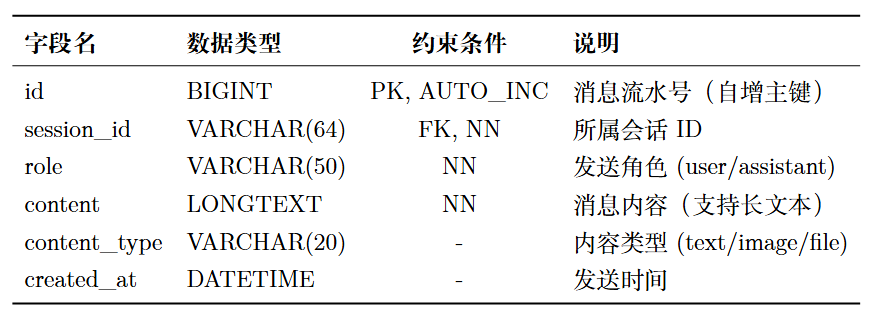 字段名 数据类型 约束条件 说明
id BIGINT PK, AUTO_INC 消息流水号（自增主键）
session_id VARCHAR(64) FK, NN 所属会话 ID
role VARCHAR(50) NN 发送角色 (user/assistant)
content LONGTEXT NN 消息内容（支持长文本）
content_type VARCHAR(20) - 内容类型 (text/image/file)
created_at DATETIME - 发送时间